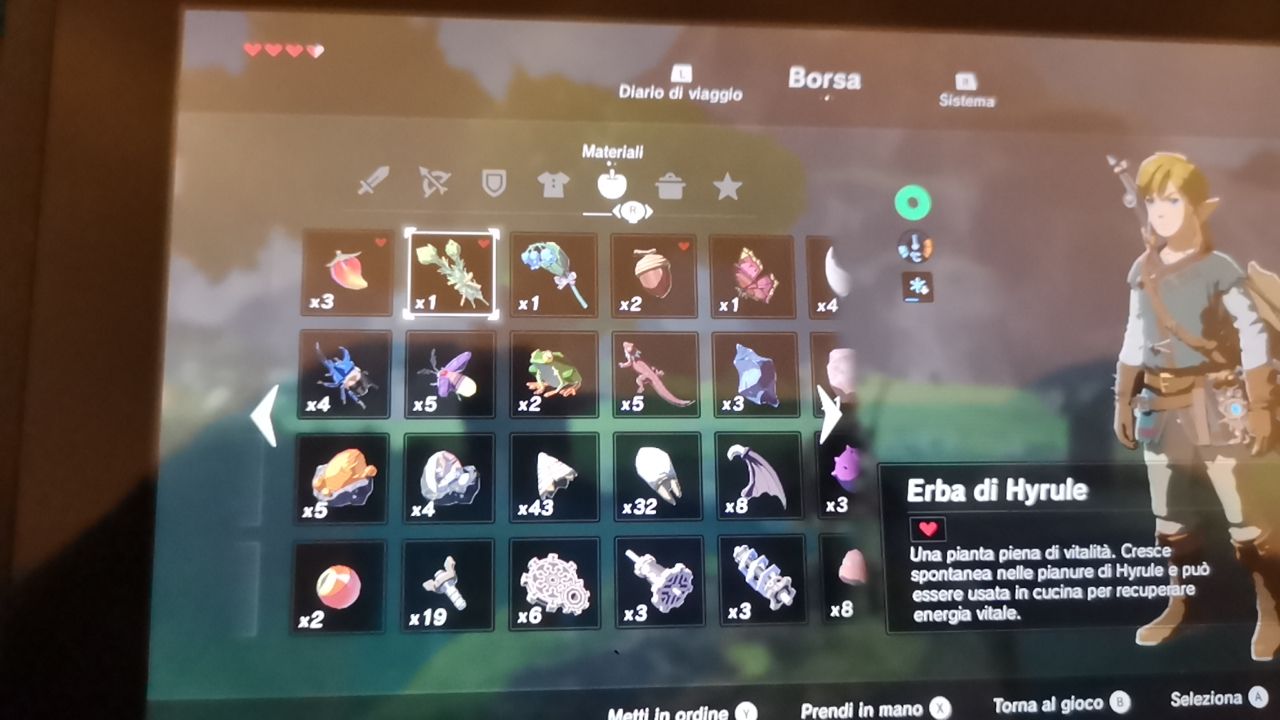 L
Diario di viaggio
Borsa
R
Sistema
Materiali
R
x3
x1
x1
x2
x1
x4
x4
x5
x2
x5
x3
x5
x4
x43
x32
x8
x3
x2
x19
x6
x3
x3
x8
Erba di Hyrule
Una pianta piena di vitalità. Cresce
spontanea nelle pianure di Hyrule e può
essere usata in cucina per recuperare
energia vitale.
Metti in ordine Y
Prendi in mano X
Torna al gioco B
Seleziona A